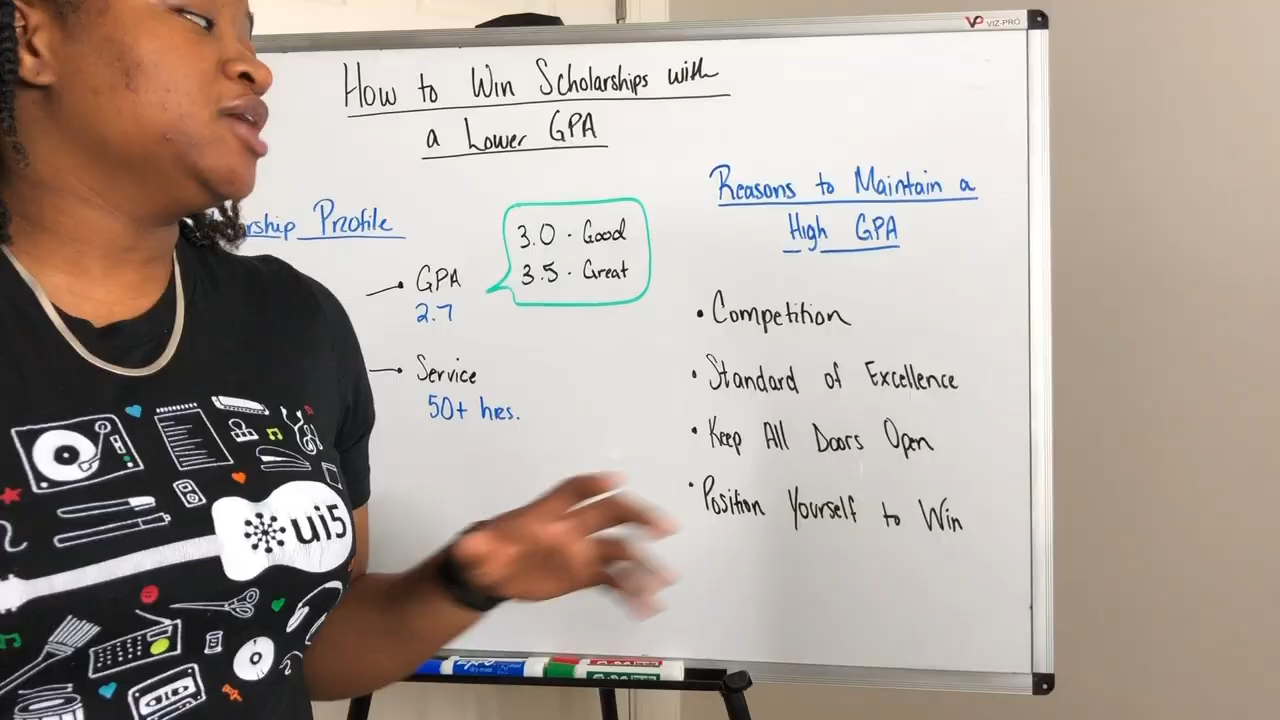 VIZ-PRO
How to Win Scholarships with
a Lower GPA
rship Profile
• GPA
2.7
3.0 - Good
3.5 - Great
• Service
50+ hrs.
Reasons to Maintain a
High GPA
• Competition
• Standard of Excellence
• Keep All Doors Open
• Position Yourself to Win
ui5
EXPO